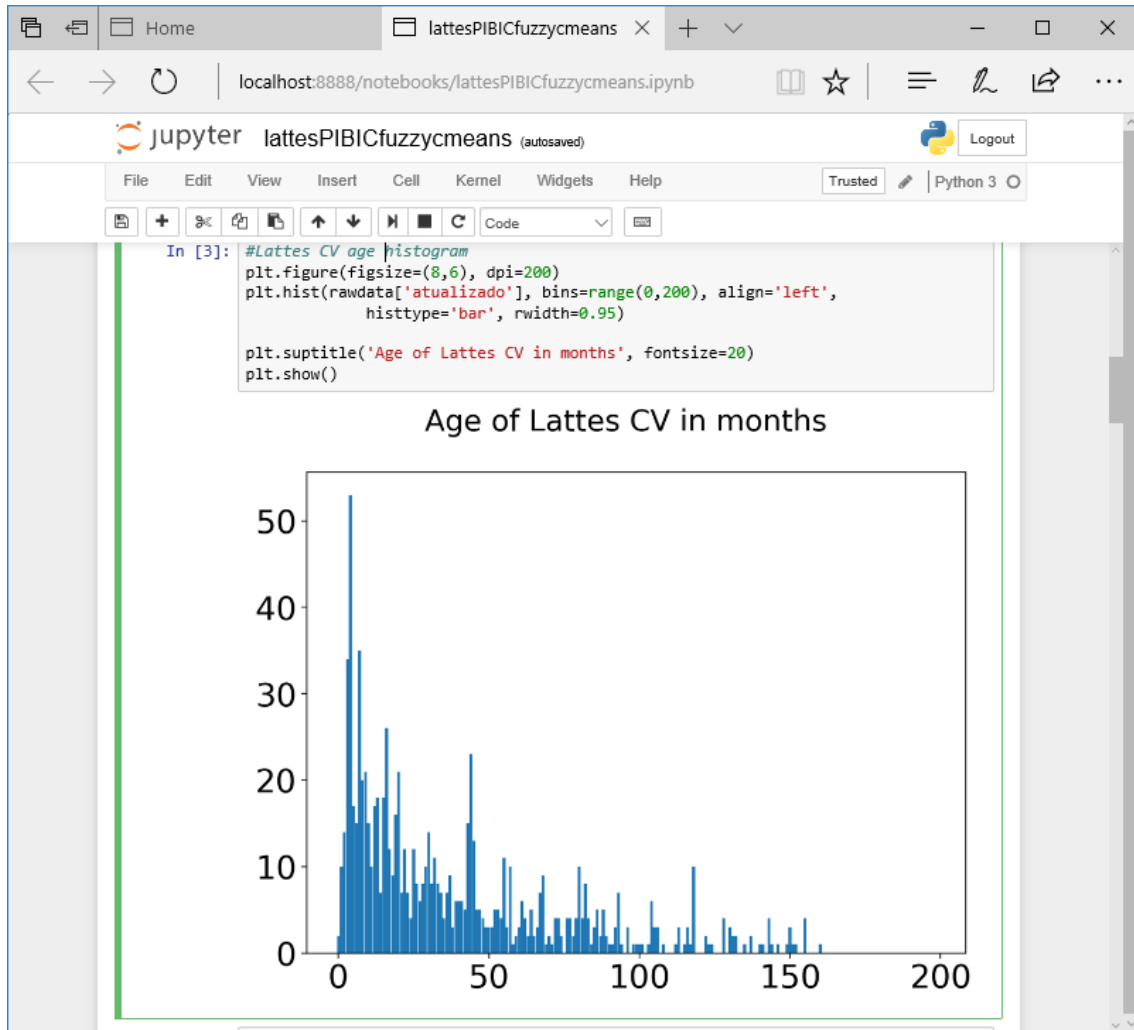 Home
lattesPIBICfuzzycmeans
localhost:8888/notebooks/lattesPIBICfuzzycmeans.ipynb
jupyter lattesPIBICfuzzycmeans (autosaved)
Logout
File Edit View Insert Cell Kernel Widgets Help
Trusted
Python 3
Code
In [3]: #Lattes CV age histogram
plt.figure(figsize=(8,6), dpi=200)
plt.hist(rawdata['atualizado'], bins=range(0,200), align='left',
histtype='bar', rwidth=0.95)
plt.suptitle('Age of Lattes CV in months', fontsize=20)
plt.show()
Age of Lattes CV in months
50
40
30
20
10
0
0 50 100 150 200